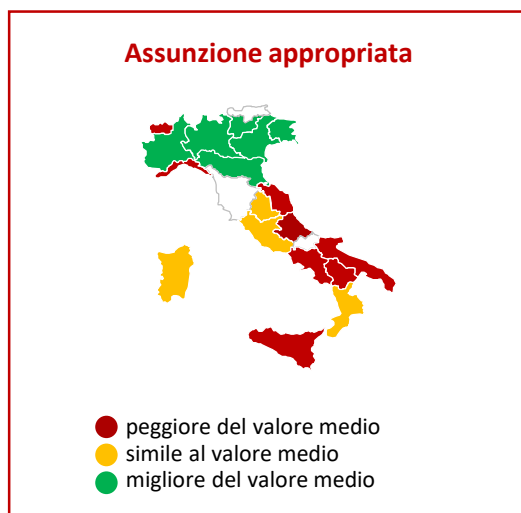 Assunzione appropriata
peggiore del valore medio
simile al valore medio
migliore del valore medio